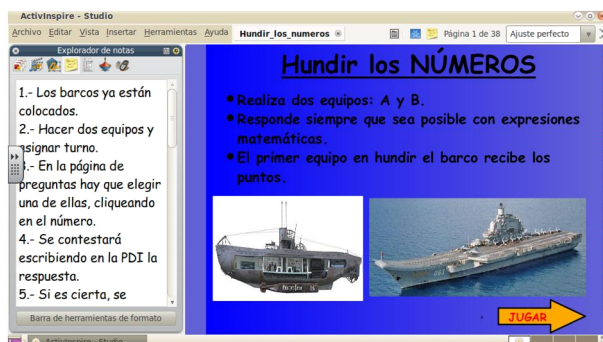 ActivInspire - Studio
Archivo Editar Vista Insertar Herramientas Ayuda Hundir_los_numeros Página 1 de 38 Ajuste perfecto
Explorador de notas
1.- Los barcos ya están
colocados.
2.- Hacer dos equipos y
asignar turno.
3.- En la página de
preguntas hay que elegir
una de ellas, cliqueando
en el número.
4.- Se contestará
escribiendo en la PDI la
respuesta.
5.- Si es cierta, se
Barra de herramientas de formato
Hundir los NÚMEROS
• Realiza dos equipos: A y B.
• Responde siempre que sea posible con expresiones
matemáticas.
• El primer equipo en hundir el barco recibe los
puntos.
JUGAR
ActivInspire - Studio